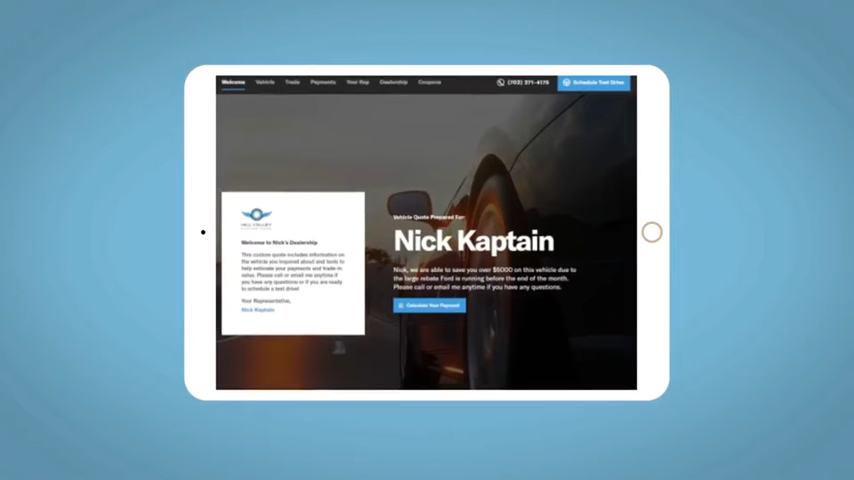 Welcome Vehicle Trade Payments Your Rep Dealership Coupons (702) 371-4175 Schedule Test Drive
HILL VALLEY
Welcome to Nick's Dealership
This custom quote includes information on
the vehicle you inquired about and tools to
help estimate your payments and trade-in
value. Please call or email me anytime if
you have any questions or if you are ready
to schedule a test drive!
Your Representative,
Nick Kaptain
Vehicle Quote Prepared For:
Nick Kaptain
Nick, we are able to save you over $5000 on this vehicle due to
the large rebate Ford is running before the end of the month.
Please call or email me anytime if you have any questions.
Calculate Your Payment